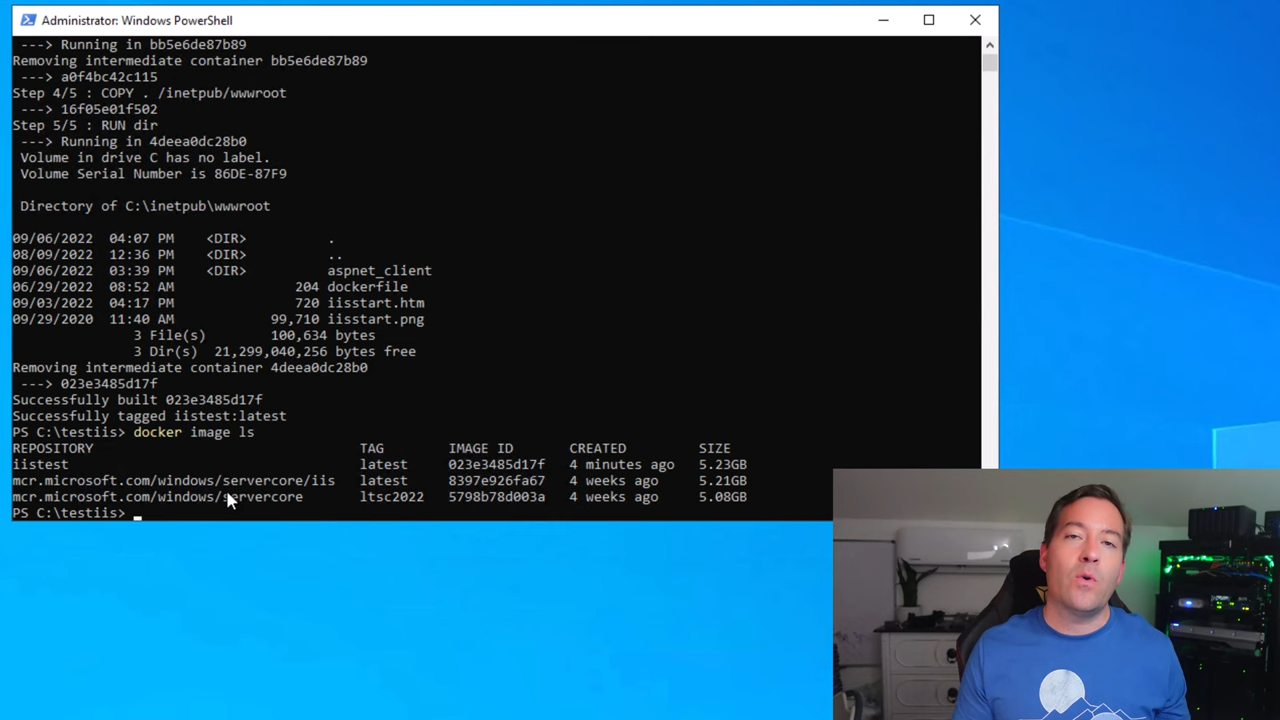 Administrator: Windows PowerShell
---> Running in bb5e6de87b89
Removing intermediate container bb5e6de87b89
---> a0f4bc42c115
Step 4/5 : COPY . /inetpub/wwwroot
---> 16f05e01f502
Step 5/5 : RUN dir
---> Running in 4deea0dc28b0
Volume in drive C has no label.
Volume Serial Number is 86DE-87F9
Directory of C:\inetpub\wwwroot
09/06/2022  04:07 PM    <DIR>          .
08/09/2022  12:36 PM    <DIR>          ..
09/06/2022  03:39 PM    <DIR>          aspnet_client
06/29/2022  08:52 AM               204 dockerfile
09/03/2022  04:17 PM               720 iisstart.htm
09/29/2020  11:40 AM            99,710 iisstart.png
3 File(s)        100,634 bytes
3 Dir(s)  21,299,040,256 bytes free
Removing intermediate container 4deea0dc28b0
---> 023e3485d17f
Successfully built 023e3485d17f
Successfully tagged iistest:latest
PS C:\testiis> docker image ls
REPOSITORY                                 TAG        IMAGE ID       CREATED         SIZE
iistest                                    latest     023e3485d17f   4 minutes ago   5.23GB
mcr.microsoft.com/windows/servercore/iis   latest     8397e926fa67   4 weeks ago     5.21GB
mcr.microsoft.com/windows/servercore       ltsc2022   5798b78d003a   4 weeks ago     5.08GB
PS C:\testiis>